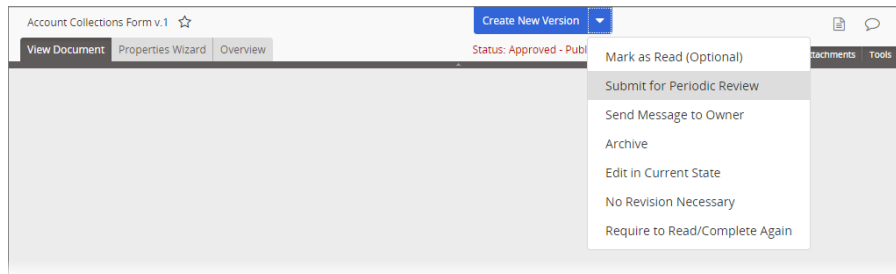 Account Collections Form v.1
Create New Version
View Document Properties Wizard Overview
Status: Approved - Publ
Tools
Mark as Read (Optional)
Submit for Periodic Review
Send Message to Owner
Archive
Edit in Current State
No Revision Necessary
Require to Read/Complete Again